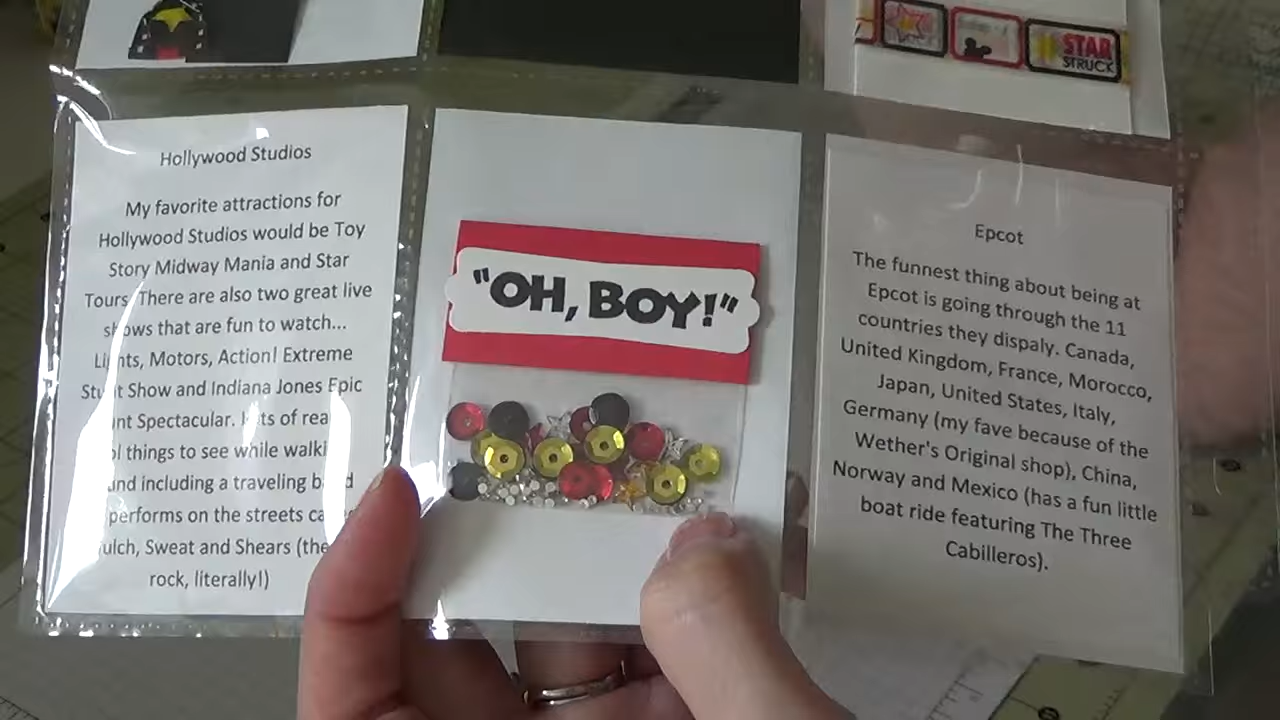 STAR
STRUCK
Hollywood Studios
My favorite attractions for
Hollywood Studios would be Toy
Story Midway Mania and Star
Tours. There are also two great live
shows that are fun to watch...
Lights, Motors, Action! Extreme
Stunt Show and Indiana Jones Epic
Spectacular. of
things to see while
including a traveling
performs on the streets
Sweat and Shears
rock, literally!)
"OH, BOY!"
Epcot
The funnest thing about being at
Epcot is going through the 11
countries they dispaly. Canada,
United Kingdom, France, Morocco,
Japan, United States, Italy,
Germany (my fave because of the
Wether's Original shop), China,
Norway and Mexico (has a fun little
boat ride featuring The Three
Cabilleros).